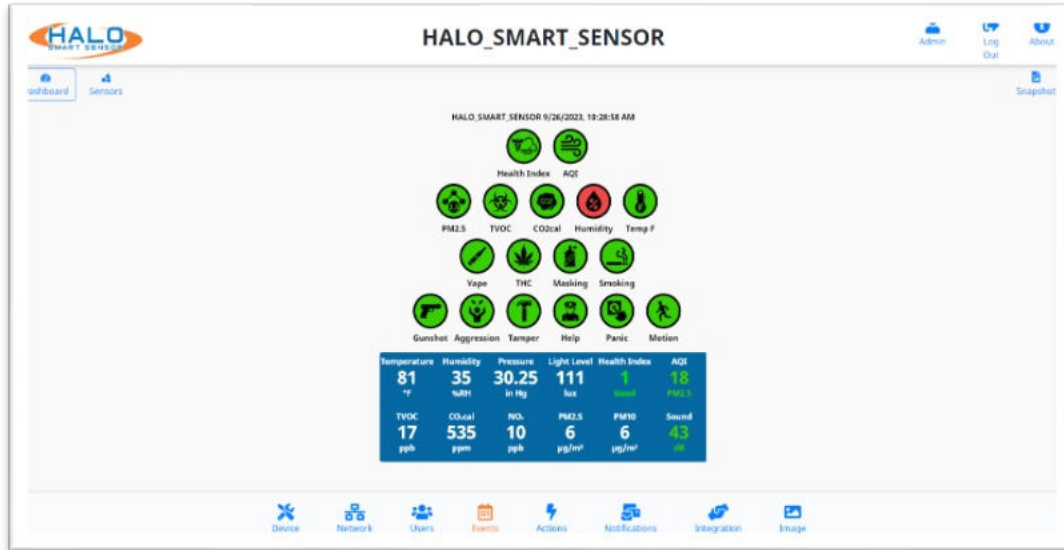 HALO
SMART SENSOR
HALO_SMART_SENSOR
Admin
Log
Out
About
ashboard
Sensors
Snapshot
HALO_SMART_SENSOR 9/26/2023, 10:28:58 AM
Health Index AQI
PM2.5 TVOC CO2cal Humidity Temp F
Vape THC Masking Smoking
Gunshot Aggression Tamper Help Panic Motion
Temperature Humidity Pressure Light Level Health Index AQI
81 35 30.25 111 1 18
°F %RH in Hg lux Good PM2.5
TVOC CO₂cal NO₂ PM2.5 PM10 Sound
17 535 10 6 6 43
ppb ppm ppb µg/m³ µg/m³ dB
Device Network Users Events Actions Notifications Integration Image